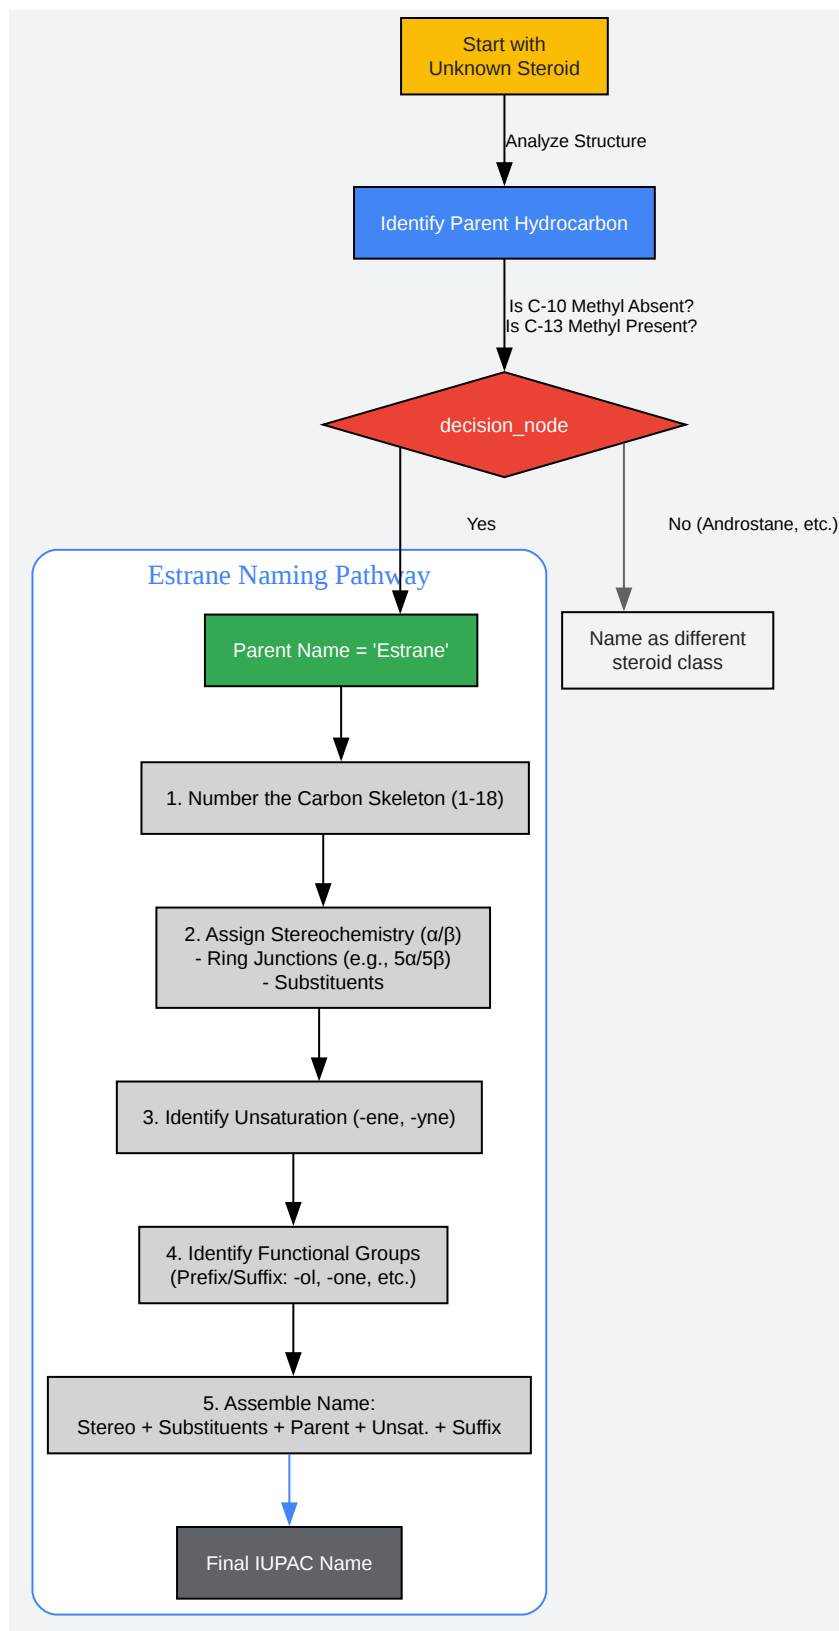 Start with
Unknown Steroid
Analyze Structure
Identify Parent Hydrocarbon
Is C-10 Methyl Absent?
Is C-13 Methyl Present?
decision_node
Yes
No (Androstane, etc.)
Estrane Naming Pathway
Parent Name = 'Estrane'
Name as different
steroid class
1. Number the Carbon Skeleton (1-18)
2. Assign Stereochemistry (α/β)
- Ring Junctions (e.g., 5α/5β)
- Substituents
3. Identify Unsaturation (-ene, -yne)
4. Identify Functional Groups
(Prefix/Suffix: -ol, -one, etc.)
5. Assemble Name:
Stereo + Substituents + Parent + Unsat. + Suffix
Final IUPAC Name